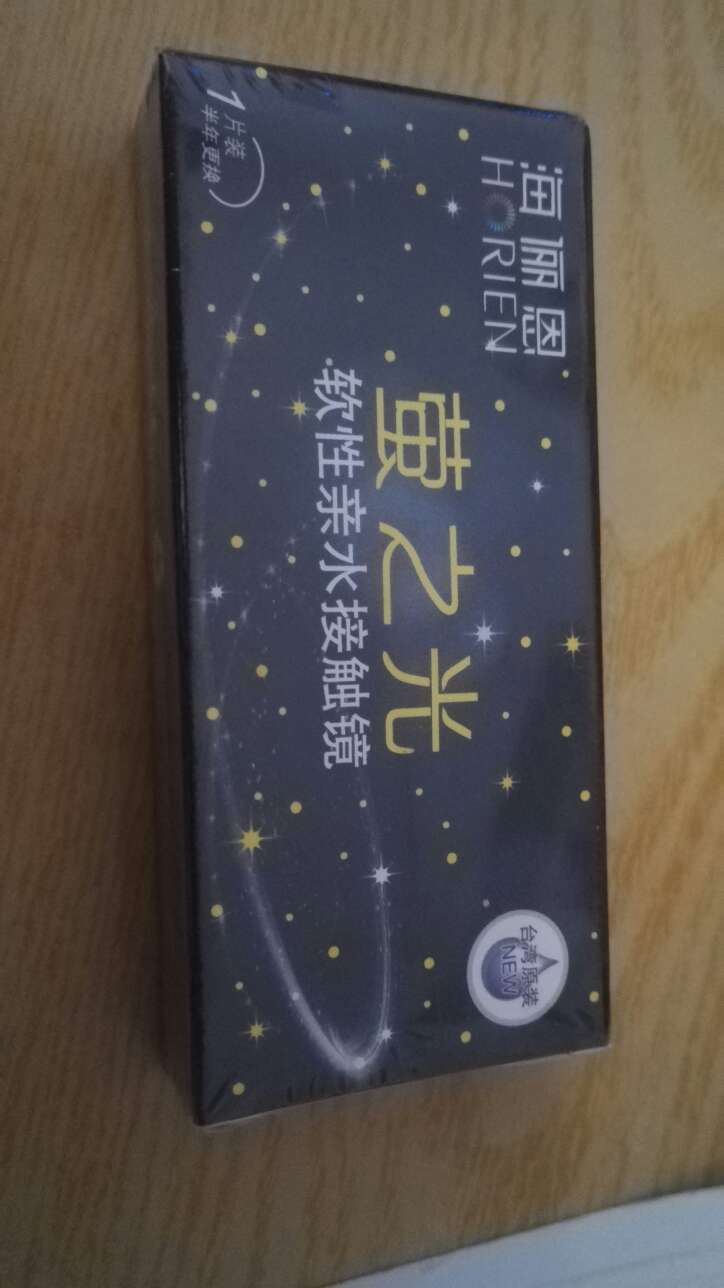 海俪恩
HORIEN
萤之光
软性亲水接触镜
1片装
半年更换
台湾原装
NEW